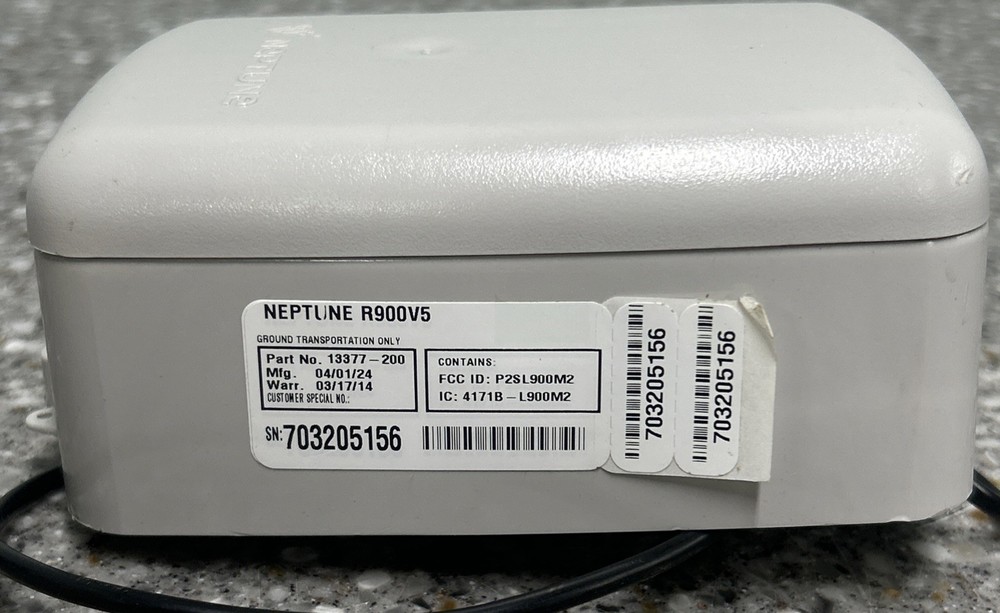 NEPTUNE
NEPTUNE R900V5
GROUND TRANSPORTATION ONLY
Part No. 13377-200
Mfg. 04/01/24
Warr. 03/17/14
CUSTOMER SPECIAL NO.:
CONTAINS:
FCC ID: P2SL900M2
IC: 4171B-L900M2
SN:703205156
703205156
703205156